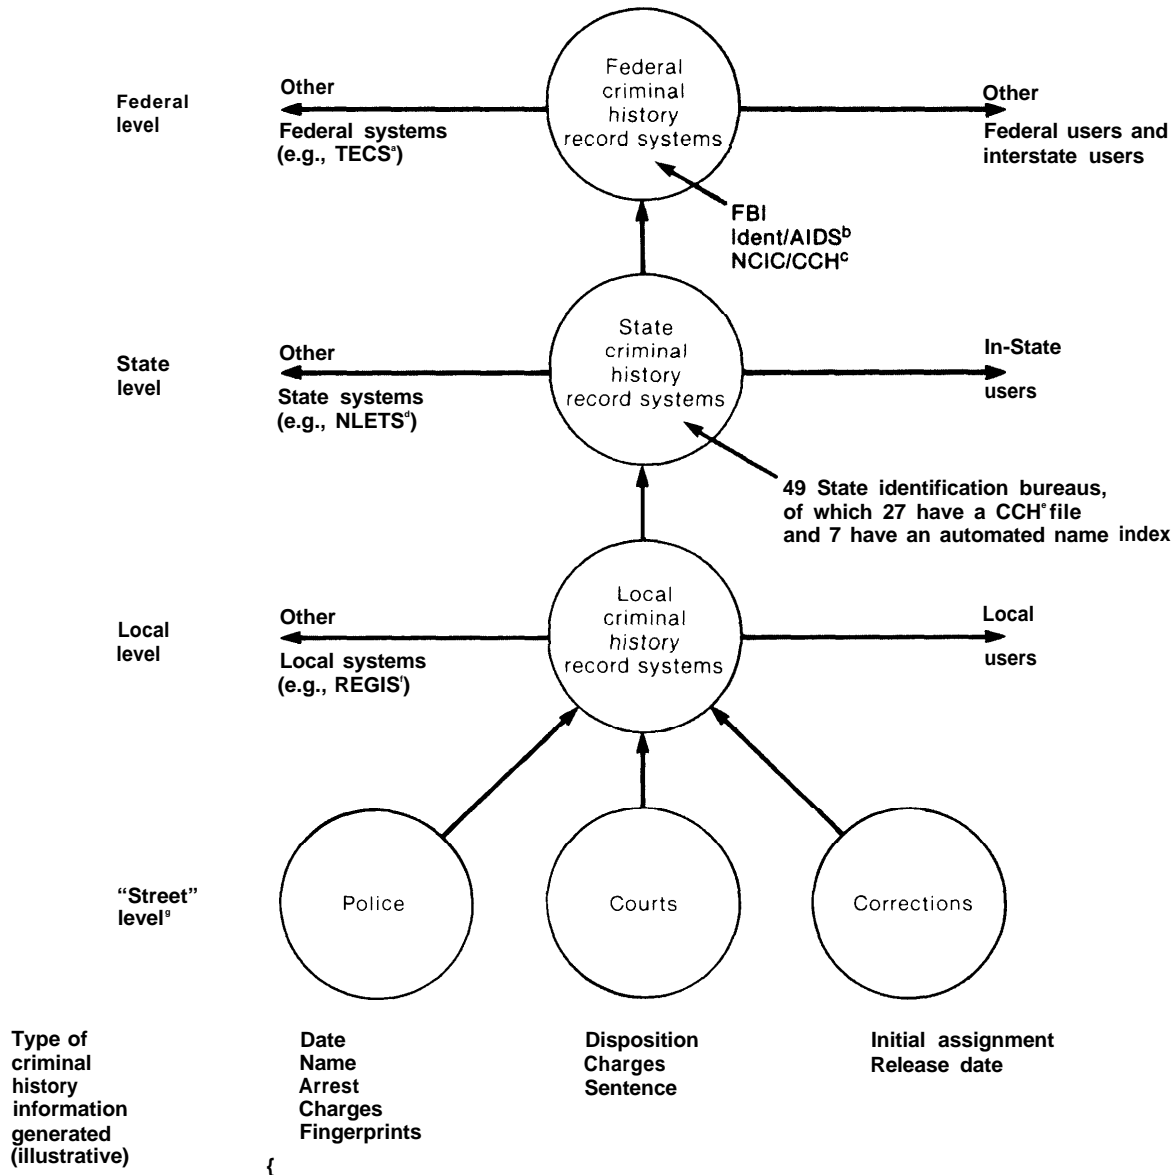 Federal
level
Other
Federal systems
(e.g., TECSᵃ)
Federal
criminal
history
record systems
Other
Federal users and
interstate users
FBI
Ident/AIDSᵇ
NCIC/CCHᶜ
State
level
Other
State systems
(e.g., NLETSᵈ)
State
criminal
history
record systems
In-State
users
49 State identification bureaus,
of which 27 have a CCHᵉ file
and 7 have an automated name index
Local
level
Other
Local systems
(e.g., REGISᶠ)
Local
criminal
history
record systems
Local
users
“Street”
levelᵍ
Police
Courts
Corrections
Type of
criminal
history
information
generated
(illustrative)
Date
Name
Arrest
Charges
Fingerprints
{
Disposition
Charges
Sentence
Initial assignment
Release date